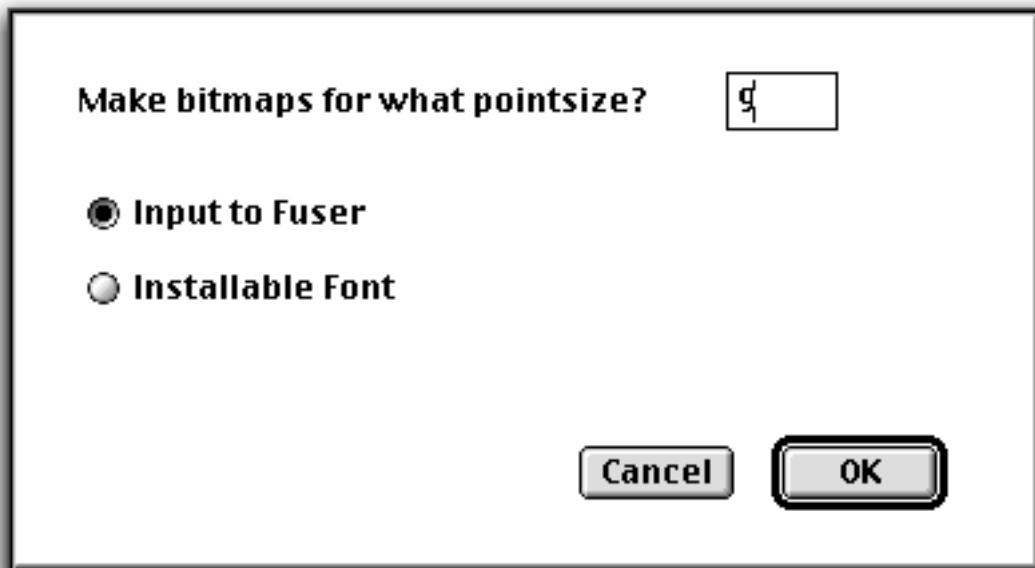 Make bitmaps for what pointsize? 9
Input to Fuser
Installable Font
Cancel OK